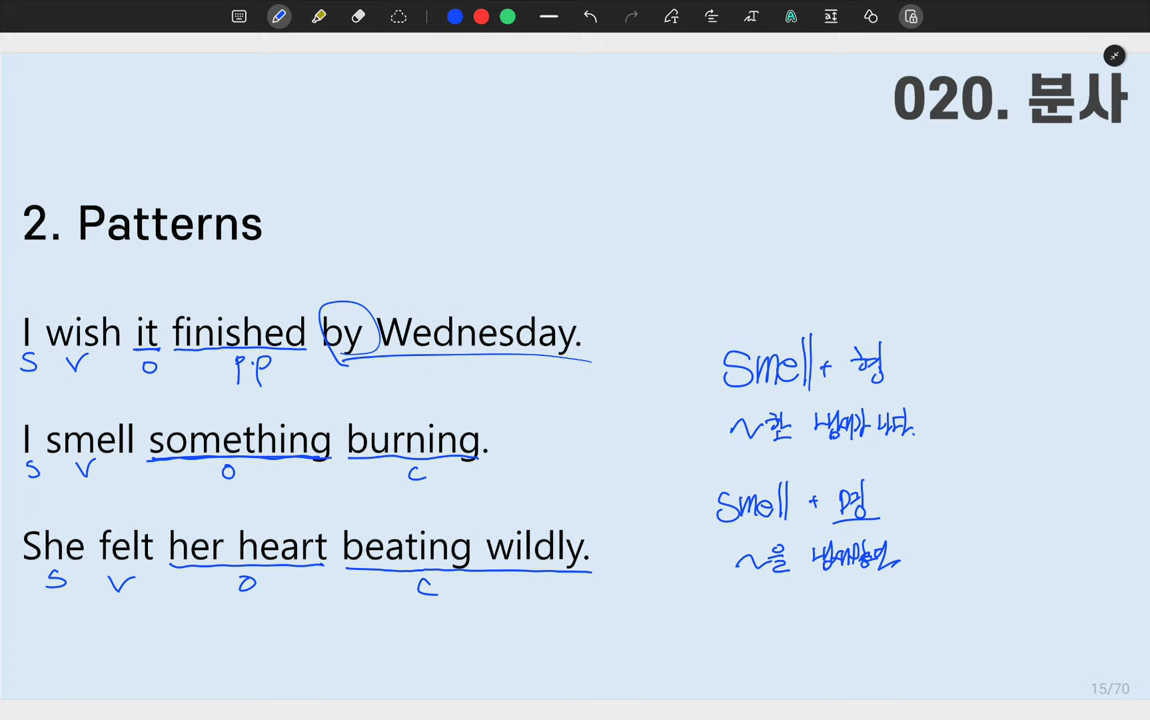 020. 분사
2. Patterns
I wish it finished by Wednesday.
S V O p.p
I smell something burning.
S V O C
She felt her heart beating wildly.
S V O C
Smell + 형
~한 냄새가 나다.
Smell + 명
~을 냄새맡다
15/70